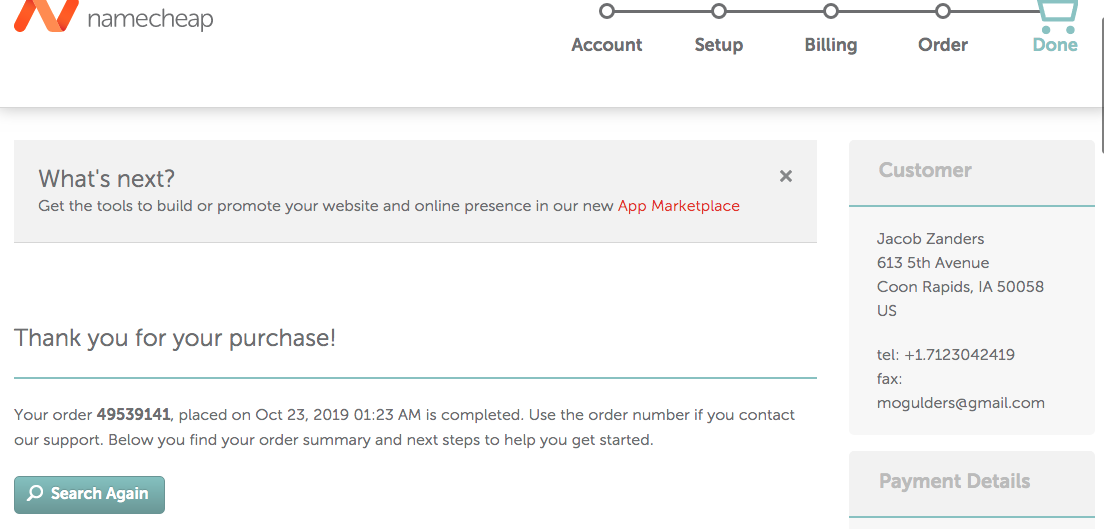 namecheap
Account Setup Billing Order Done
What's next?
Get the tools to build or promote your website and online presence in our new App Marketplace
Thank you for your purchase!
Your order 49539141, placed on Oct 23, 2019 01:23 AM is completed. Use the order number if you contact
our support. Below you find your order summary and next steps to help you get started.
Search Again
Customer
Jacob Zanders
613 5th Avenue
Coon Rapids, IA 50058
US
tel: +1.7123042419
fax:
mogulders@gmail.com
Payment Details